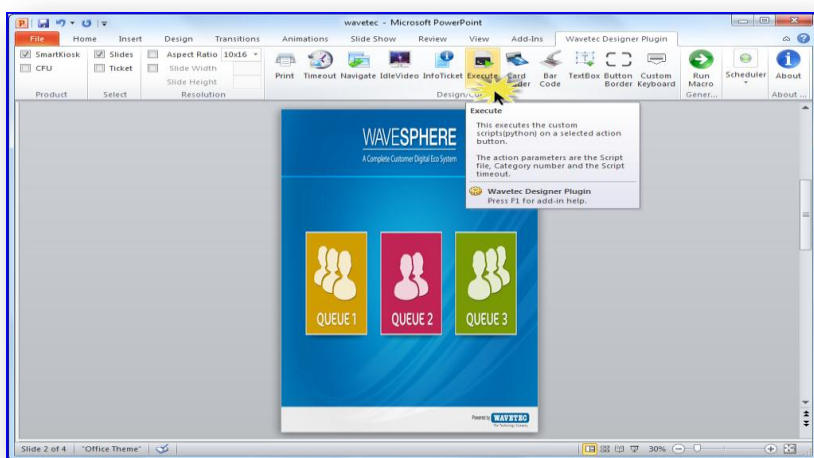 wavetec - Microsoft PowerPoint
File Home Insert Design Transitions Animations Slide Show Review View Add-Ins Wavetec Designer Plugin
SmartKiosk Slides Aspect Ratio 10x16
CFU Ticket Slide Width
Slide Height
Print Timeout Navigate IdleVideo InfoTicket Execute Card Bar Code TextBox Button Border Custom Keyboard Run Macro Scheduler About
Product Select Resolution Gener... About ...
Execute
This executes the custom
scripts(python) on a selected action
button.
The action parameters are the Script
file, Category number and the Script
timeout.
Wavetec Designer Plugin
Press F1 for add-in help.
WAVESPHERE
A Complete Customer Digital Eco System
QUEUE 1 QUEUE 2 QUEUE 3
Powered by WAVETEC
Slide 2 of 4 "Office Theme" 30%